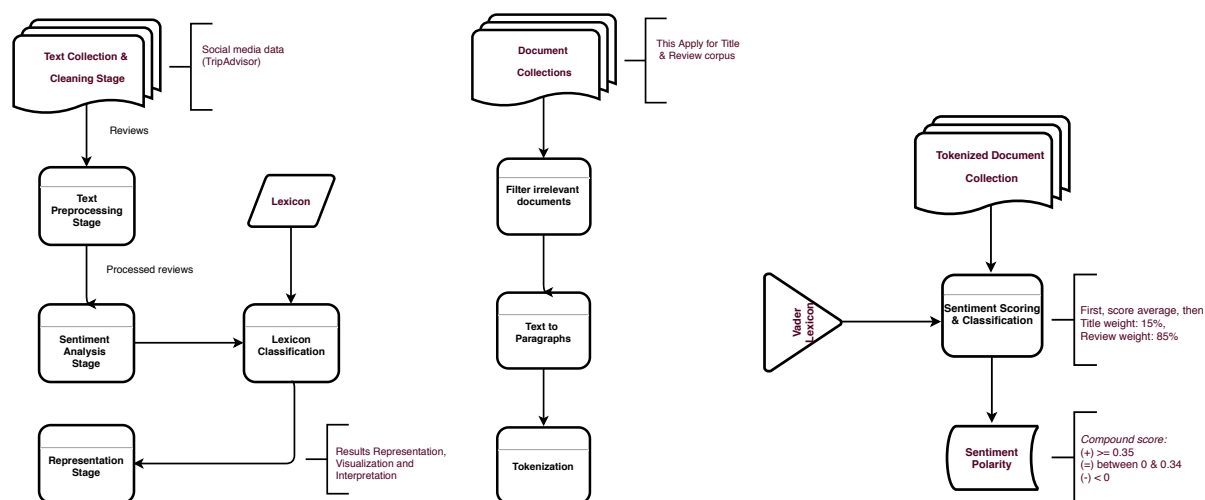 Text Collection &
Cleaning Stage
Social media data
(TripAdvisor)
Reviews
Text
Preprocessing
Stage
Lexicon
Processed reviews
Sentiment
Analysis
Stage
Lexicon
Classification
Representation
Stage
Results Representation,
Visualization and
Interpretation
Document
Collections
This Apply for Title
& Review corpus
Filter irrelevant
documents
Text to
Paragraphs
Tokenization
Tokenized Document
Collection
Vader
Lexicon
Sentiment Scoring
& Classification
First, score average, then
Title weight: 15%,
Review weight: 85%
Sentiment
Polarity
Compound score:
(+) >= 0.35
(=) between 0 & 0.34
(-) < 0